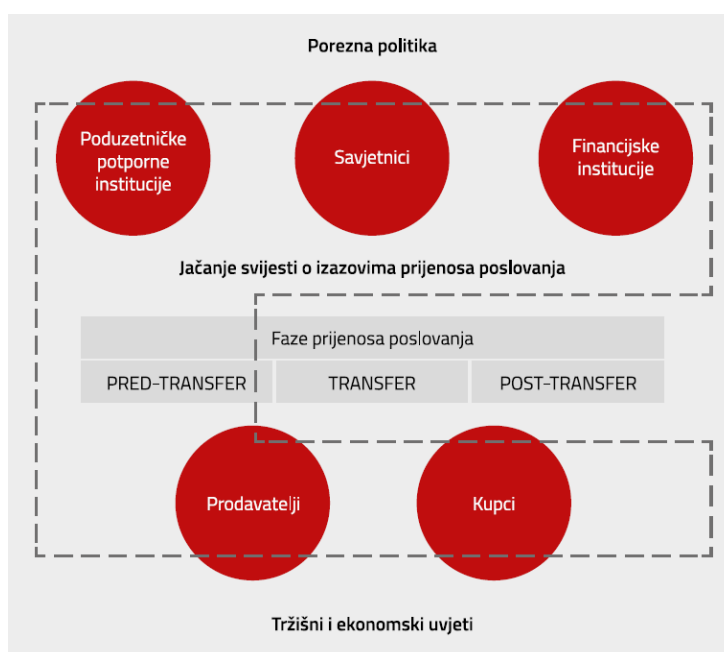 Porezna politika
Poduzetničke
potporne
institucije
Savjetnici
Financijske
institucije
Jačanje svijesti o izazovima prijenosa poslovanja
Faze prijenosa poslovanja
PRED-TRANSFER
TRANSFER
POST-TRANSFER
Prodavatelji
Kupci
Tržišni i ekonomski uvjeti